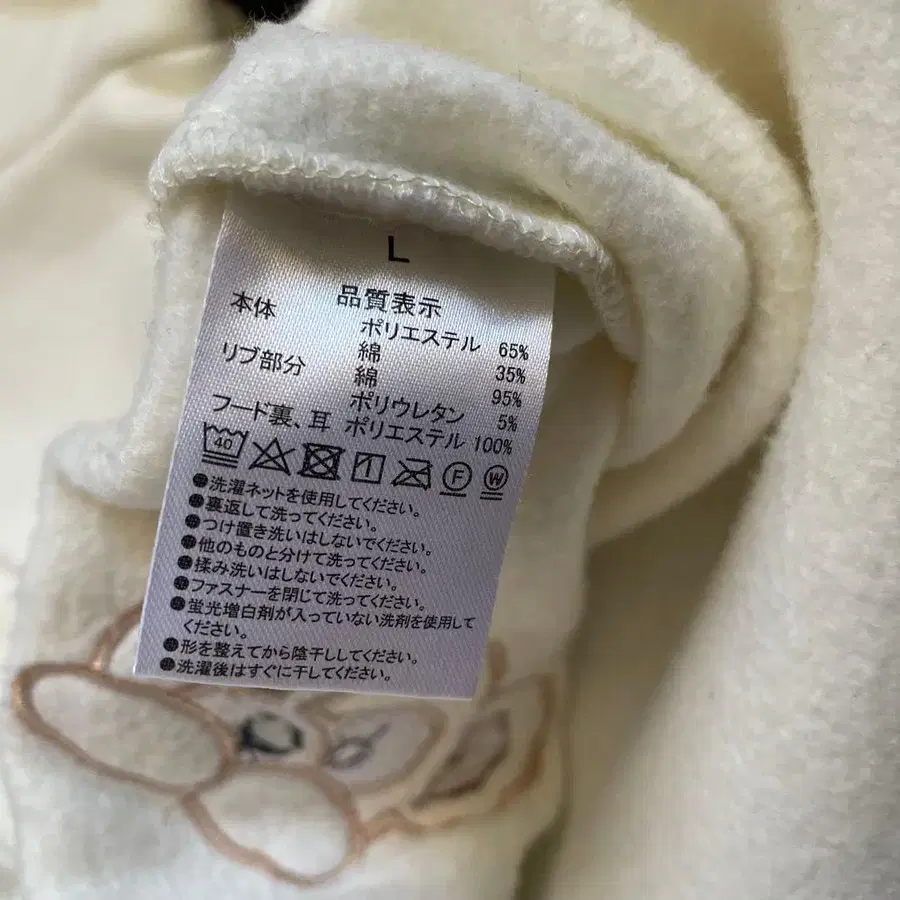 L
品質表示
本体 ポリエステル 65%
綿 35%
リブ部分 綿 95%
ポリウレタン 5%
フード裏、耳 ポリエステル 100%
40 F W
●洗濯ネットを使用してください。
●裏返して洗ってください。
●つけ置き洗いはしないでください。
●他のものと分けて洗ってください。
●揉み洗いはしないでください。
●ファスナーを閉じて洗ってください。
●蛍光増白剤が入っていない洗剤を使用して
ください。
●形を整えてから陰干ししてください。
●洗濯後はすぐに干してください。